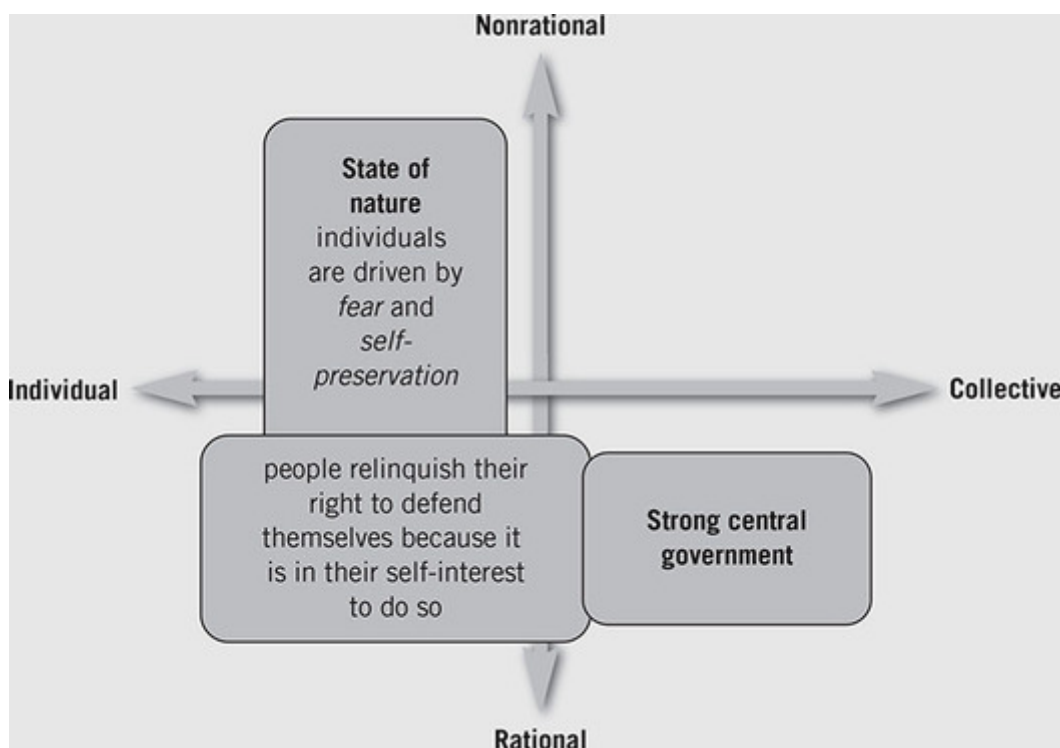 Nonrational
State of
nature
individuals
are driven by
fear and
self-
preservation
Individual
Collective
people relinquish their
right to defend
themselves because it
is in their self-interest
to do so
Strong central
government
Rational